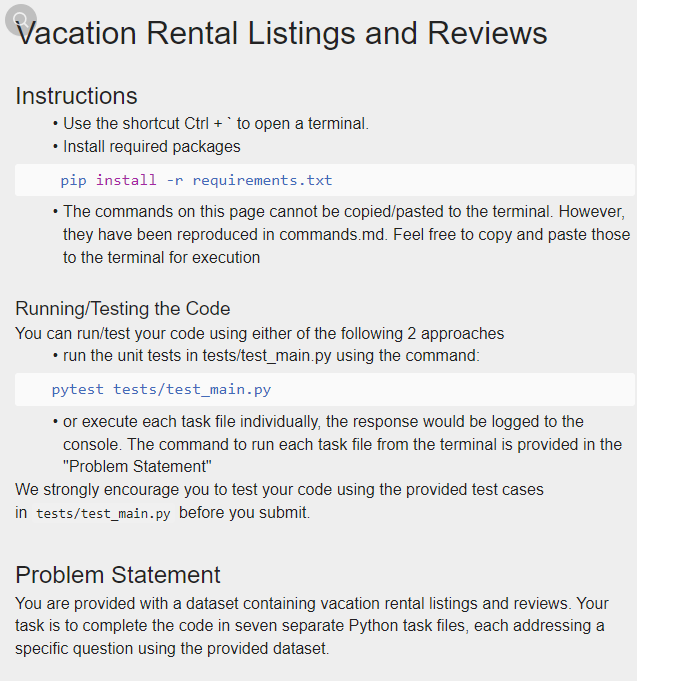 Vacation Rental Listings and Reviews
Instructions
• Use the shortcut Ctrl + ` to open a terminal.
• Install required packages
pip install -r requirements.txt
• The commands on this page cannot be copied/pasted to the terminal. However,
they have been reproduced in commands.md. Feel free to copy and paste those
to the terminal for execution
Running/Testing the Code
You can run/test your code using either of the following 2 approaches
• run the unit tests in tests/test_main.py using the command:
pytest tests/test_main.py
• or execute each task file individually, the response would be logged to the
console. The command to run each task file from the terminal is provided in the
"Problem Statement"
We strongly encourage you to test your code using the provided test cases
in tests/test_main.py before you submit.
Problem Statement
You are provided with a dataset containing vacation rental listings and reviews. Your
task is to complete the code in seven separate Python task files, each addressing a
specific question using the provided dataset.